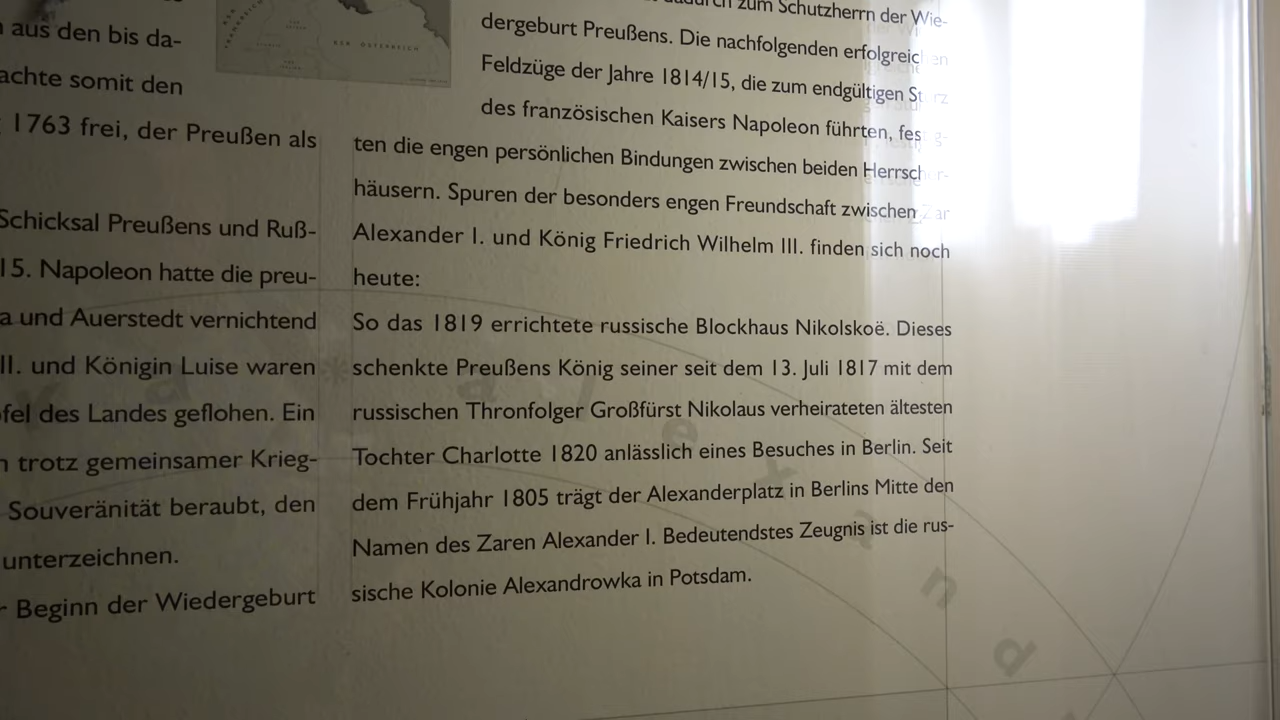 aus den bis da-
achte somit den
1763 frei, der Preußen als
Schicksal Preußens und Ruß-
15. Napoleon hatte die preu-
a und Auerstedt vernichtend
II. und Königin Luise waren
fel des Landes geflohen. Ein
trotz gemeinsamer Krieg-
Souveränität beraubt, den
unterzeichnen.
Beginn der Wiedergeburt
dadurch zum Schutzherrn der Wie-
dergeburt Preußens. Die nachfolgenden erfolgreichen
Feldzüge der Jahre 1814/15, die zum endgültigen Sturz
des französischen Kaisers Napoleon führten, festig-
ten die engen persönlichen Bindungen zwischen beiden Herrscher-
häusern. Spuren der besonders engen Freundschaft zwischen Zar
Alexander I. und König Friedrich Wilhelm III. finden sich noch
heute:
So das 1819 errichtete russische Blockhaus Nikolskoë. Dieses
schenkte Preußens König seiner seit dem 13. Juli 1817 mit dem
russischen Thronfolger Großfürst Nikolaus verheirateten ältesten
Tochter Charlotte 1820 anlässlich eines Besuches in Berlin. Seit
dem Frühjahr 1805 trägt der Alexanderplatz in Berlins Mitte den
Namen des Zaren Alexander I. Bedeutendstes Zeugnis ist die rus-
sische Kolonie Alexandrowka in Potsdam.